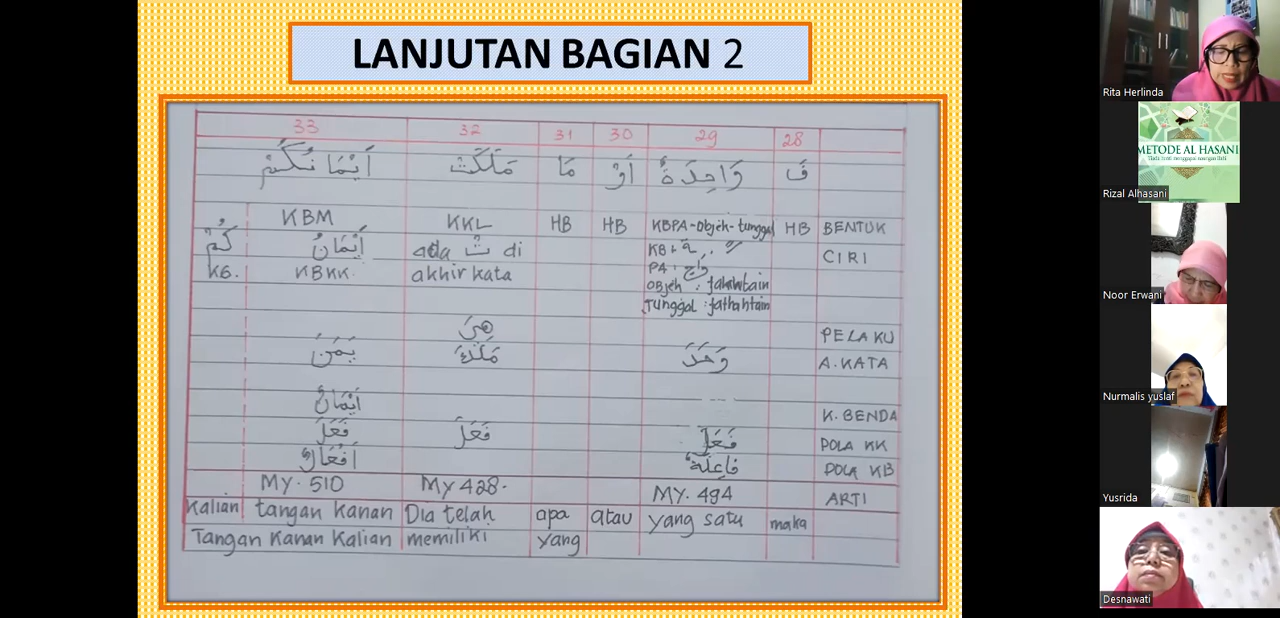 LANJUTAN BAGIAN 2
33 32 31 30 29 28
أَيْمَانُكُمْ مَلَكَتْ مَا أَوْ وَاحِدَةً فَ
KBM KKL HB HB KBPA-Objek-tunggal HB BENTUK
كُمْ أَيْمَانُ ada تْ di KB+ة CIRI
KG. KBKK. akhir kata PA:
Objek : fathahtain
Tunggal : fathahtain
هِيَ PELAKU
يَمَنَ مَلَكَ وَحَدَ A.KATA
أَيْمَانٌ K.BENDA
فَعَلَ فَعَلَ فَعَلَ POLA KK
أَفْعَالٌ فَاعِلَةٌ POLA KB
MY.510 MY 428. MY.494 ARTI
Kalian tangan kanan Dia telah apa atau yang satu maka
Tangan Kanan Kalian memiliki yang
Rita Herlinda
METODE AL HASANI
Rizal Alhasani
Noor Erwani
Nurmalis yuslaf
Yusrida
Desnawati